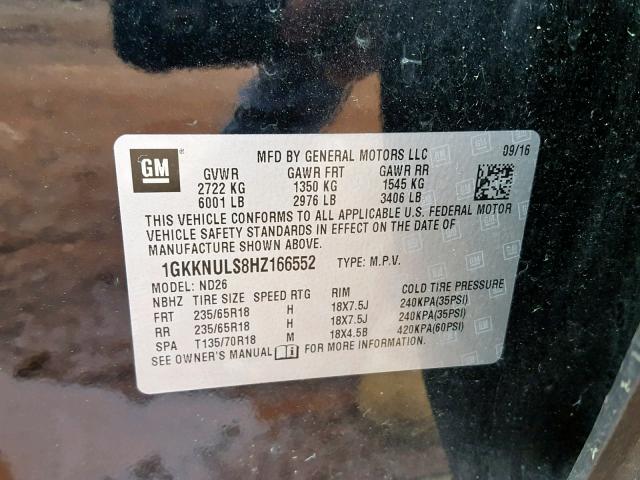 GM
MFD BY GENERAL MOTORS LLC 09/16
GVWR GAWR FRT GAWR RR
2722 KG 1350 KG 1545 KG
6001 LB 2976 LB 3406 LB
THIS VEHICLE CONFORMS TO ALL APPLICABLE U.S. FEDERAL MOTOR
VEHICLE SAFETY STANDARDS IN EFFECT ON THE DATE OF
MANUFACTURE SHOWN ABOVE.
1GKKNULS8HZ166552 TYPE: M.P.V.
MODEL: ND26
NBHZ TIRE SIZE SPEED RTG RIM COLD TIRE PRESSURE
FRT 235/65R18 H 18X7.5J 240KPA(35PSI)
RR 235/65R18 H 18X7.5J 240KPA(35PSI)
SPA T135/70R18 M 18X4.5B 420KPA(60PSI)
SEE OWNER'S MANUAL FOR MORE INFORMATION.